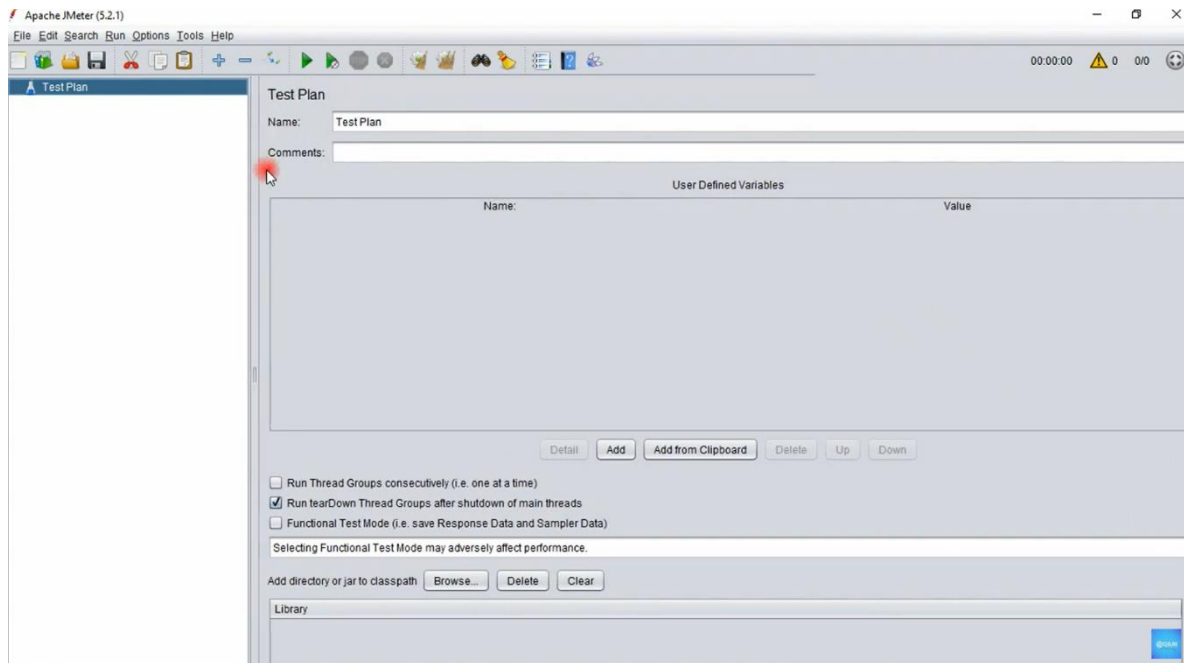 Apache JMeter (5.2.1)
File Edit Search Run Options Tools Help
00:00:00 0 0/0
Test Plan
Test Plan
Name: Test Plan
Comments:
User Defined Variables
Name: Value
Detail Add Add from Clipboard Delete Up Down
Run Thread Groups consecutively (i.e. one at a time)
Run tearDown Thread Groups after shutdown of main threads
Functional Test Mode (i.e. save Response Data and Sampler Data)
Selecting Functional Test Mode may adversely affect performance.
Add directory or jar to classpath Browse... Delete Clear
Library